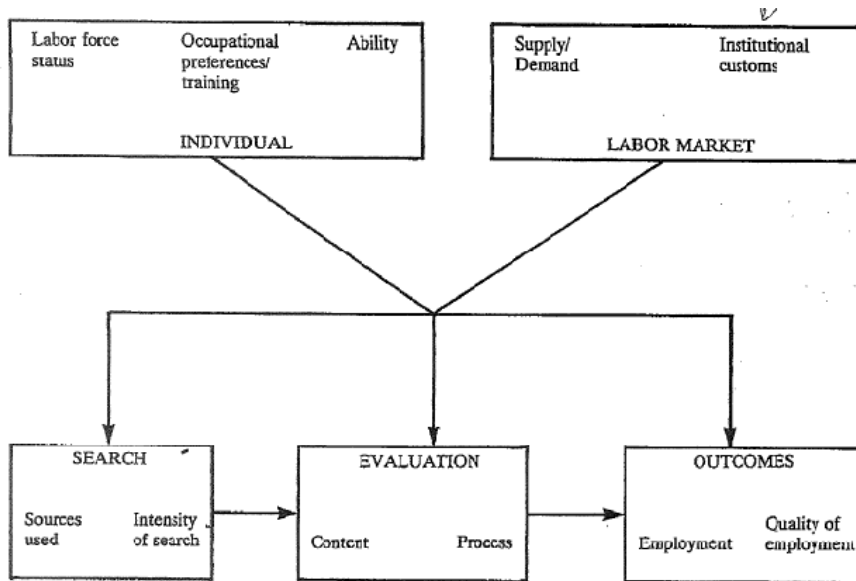 Labor force
status
Occupational
preferences/
training
Ability
INDIVIDUAL
Supply/
Demand
Institutional
customs
LABOR MARKET
SEARCH
Sources
used
Intensity
of search
EVALUATION
Content
Process
OUTCOMES
Employment
Quality of
employment